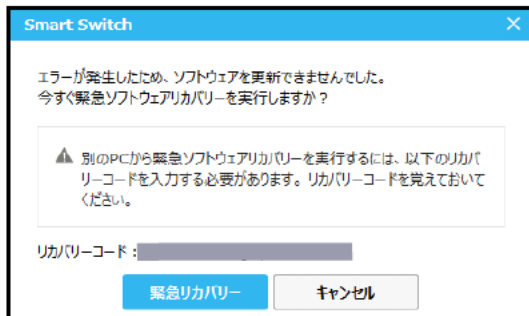 Smart Switch
エラーが発生したため、ソフトウェアを更新できませんでした。
今すぐ緊急ソフトウェアリカバリーを実行しますか？
別のPCから緊急ソフトウェアリカバリーを実行するには、以下のリカバ
リーコードを入力する必要があります。リカバリーコードを覚えておいて
ください。
リカバリーコード：
緊急リカバリー
キャンセル